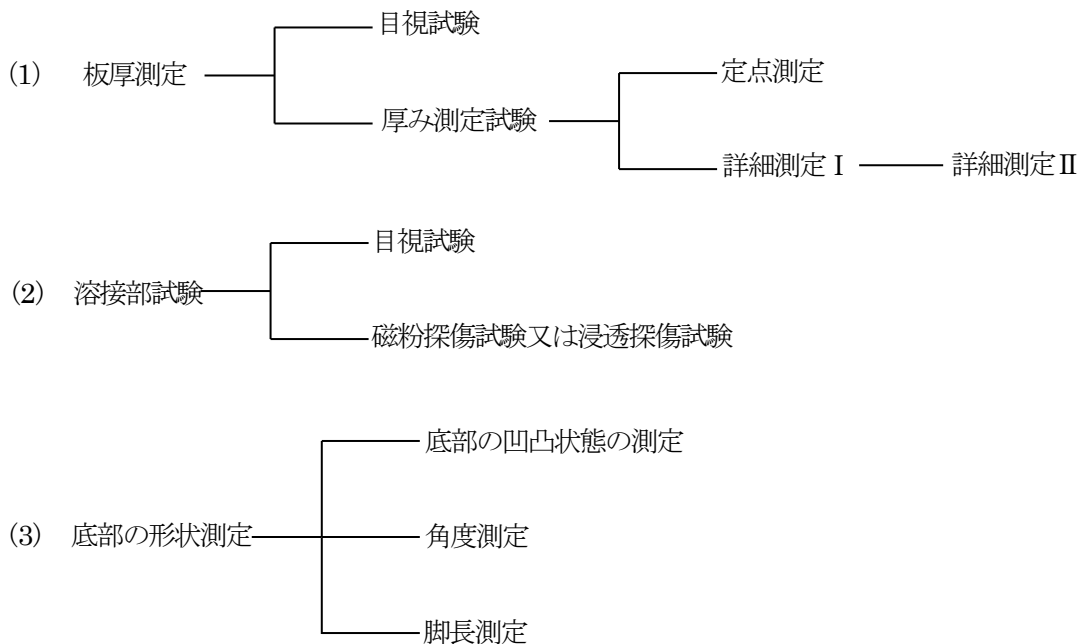 目視試験
(1) 板厚測定
定点測定
厚み測定試験
詳細測定Ⅰ 詳細測定Ⅱ
目視試験
(2) 溶接部試験
磁粉探傷試験又は浸透探傷試験
底部の凹凸状態の測定
(3) 底部の形状測定 角度測定
脚長測定